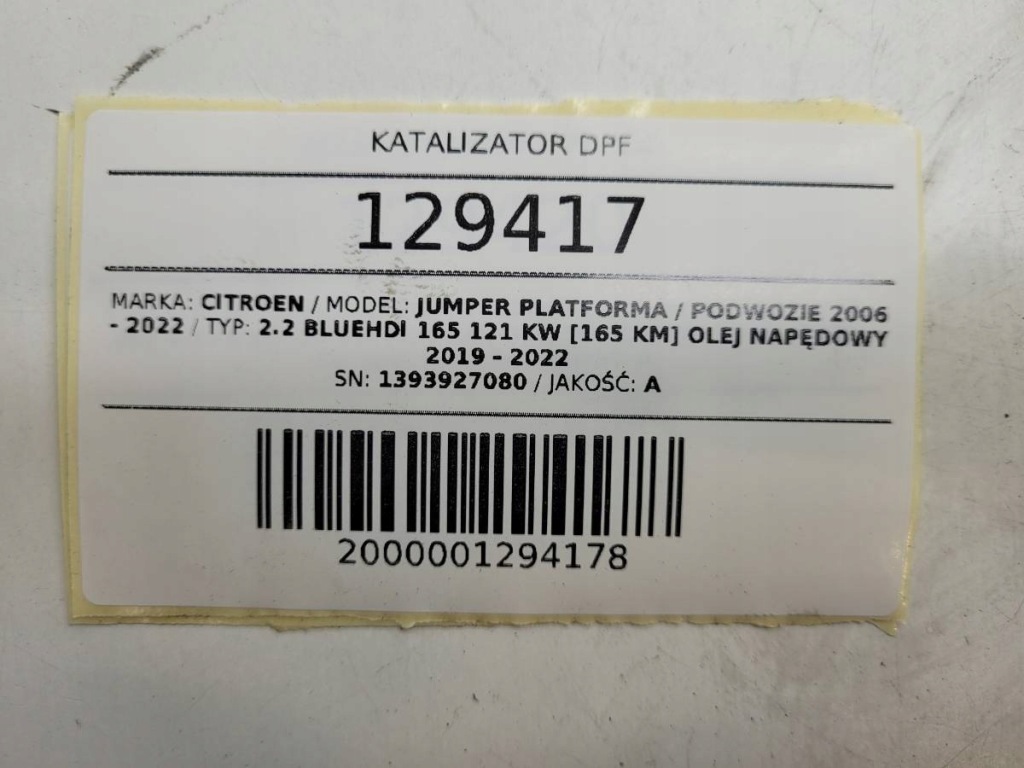 KATALIZATOR DPF
129417
MARKA: CITROEN / MODEL: JUMPER PLATFORMA / PODWOZIE 2006
- 2022 / TYP: 2.2 BLUEHDI 165 121 KW [165 KM] OLEJ NAPĘDOWY
2019 - 2022
SN: 1393927080 / JAKOŚĆ: A
2000001294178